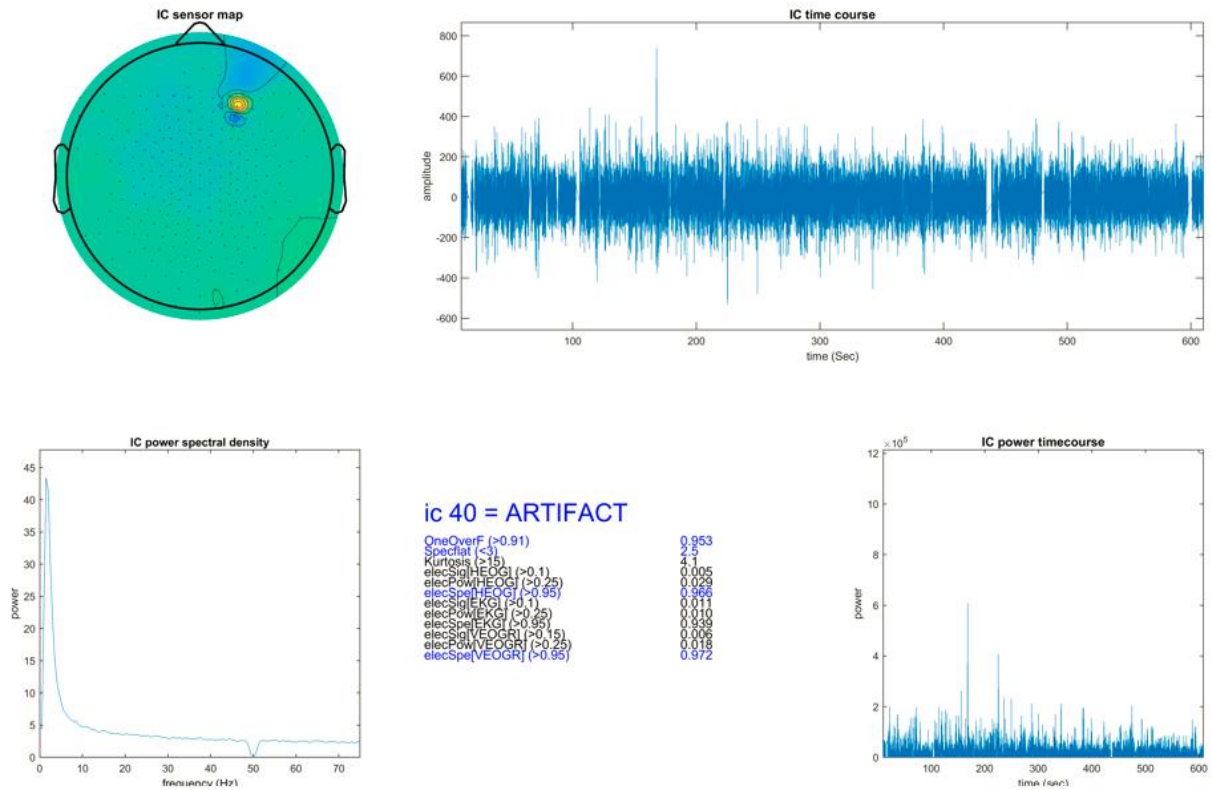 IC sensor map
IC time course
800
600
400
200
0
-200
-400
-600
amplitude
100
200
300
400
500
600
time (Sec)
IC power spectral density
45
40
35
30
25
20
15
10
5
0
power
0
10
20
30
40
50
60
70
frequency (Hz)
ic 40 = ARTIFACT
OneOverF (>0.91) 0.953
Specflat (<3) 2.5
Kurtosis (>15) 4.1
elecSig[HEOG] (>0.1) 0.005
elecPow[HEOG] (>0.25) 0.029
elecSpe[HEOG] (>0.95) 0.966
elecSig[EKG] (>0.1) 0.011
elecPow[EKG] (>0.25) 0.010
elecSpe[EKG] (>0.95) 0.939
elecSig[VEOGR] (>0.15) 0.006
elecPow[VEOGR] (>0.25) 0.018
elecSpe[VEOGR] (>0.95) 0.972
IC power timecourse
×10⁵
12
10
8
6
4
2
0
power
100
200
300
400
500
600
time (sec)